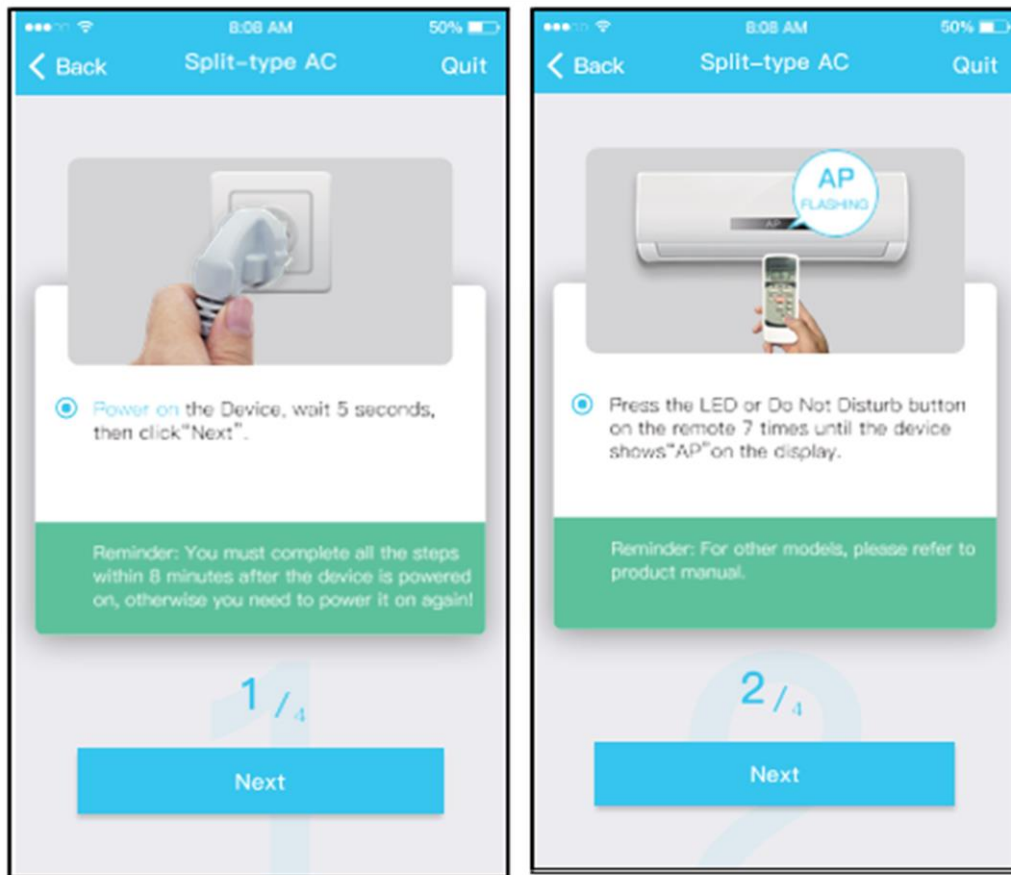 8:08 AM
50%
Back
Split-type AC
Quit
Power on the Device, wait 5 seconds,
then click"Next".
Reminder: You must complete all the steps
within 8 minutes after the device is powered
on, otherwise you need to power it on again!
1
1/4
Next
8:08 AM
50%
Back
Split-type AC
Quit
AP
FLASHING
AP
Press the LED or Do Not Disturb button
on the remote 7 times until the device
shows"AP"on the display.
Reminder: For other models, please refer to
product manual.
2
2/4
Next